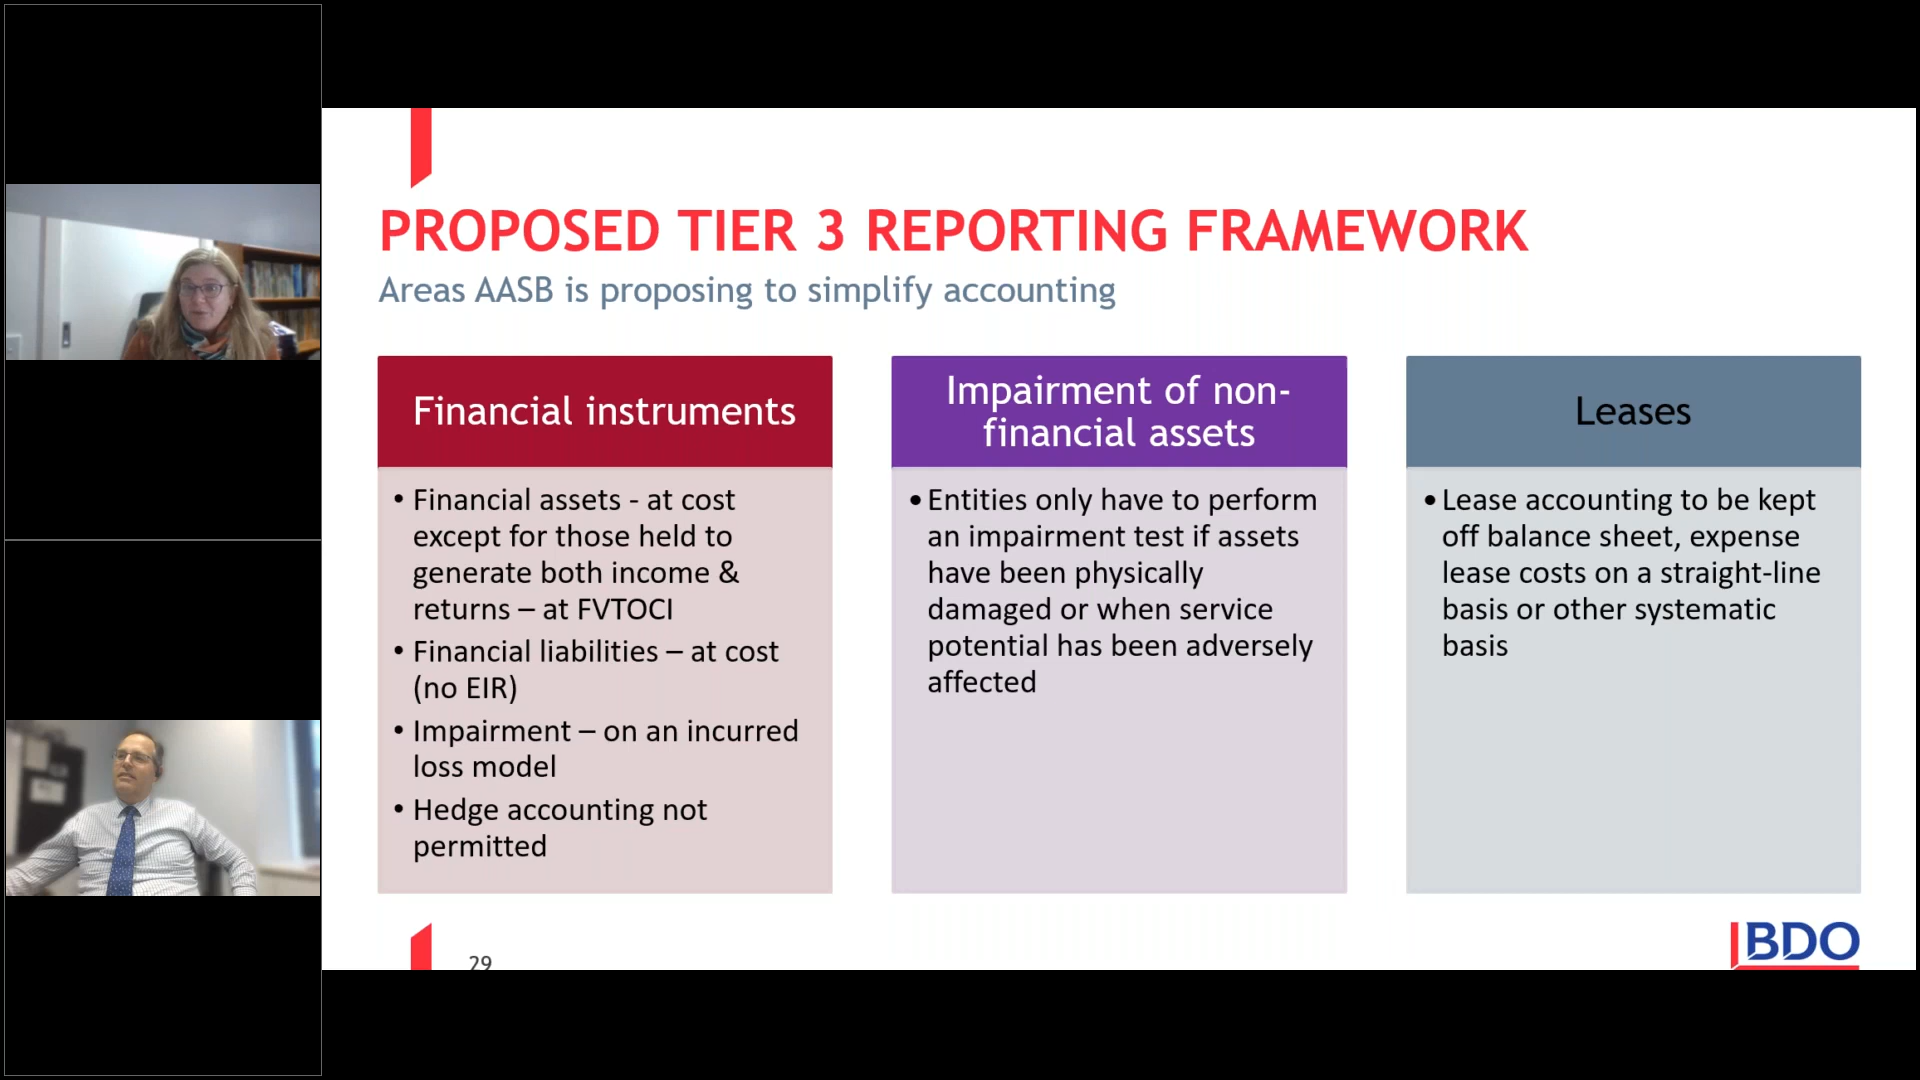 PROPOSED TIER 3 REPORTING FRAMEWORK
Areas AASB is proposing to simplify accounting
Financial instruments
• Financial assets - at cost
except for those held to
generate both income &
returns – at FVTOCI
• Financial liabilities – at cost
(no EIR)
• Impairment – on an incurred
loss model
• Hedge accounting not
permitted
Impairment of non-
financial assets
• Entities only have to perform
an impairment test if assets
have been physically
damaged or when service
potential has been adversely
affected
Leases
• Lease accounting to be kept
off balance sheet, expense
lease costs on a straight-line
basis or other systematic
basis
29
BDO